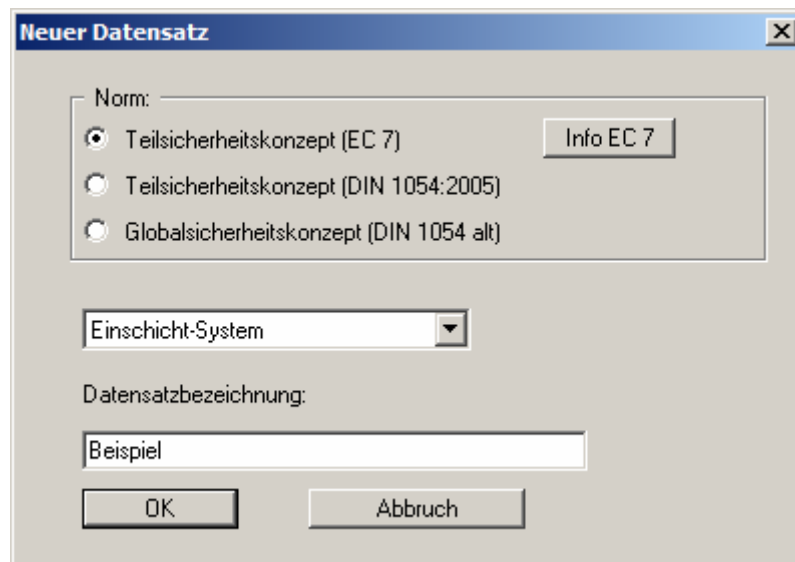 Neuer Datensatz
Norm:
Teilsicherheitskonzept (EC 7)
Info EC 7
Teilsicherheitskonzept (DIN 1054:2005)
Globalsicherheitskonzept (DIN 1054 alt)
Einschicht-System
Datensatzbezeichnung:
Beispiel
OK
Abbruch